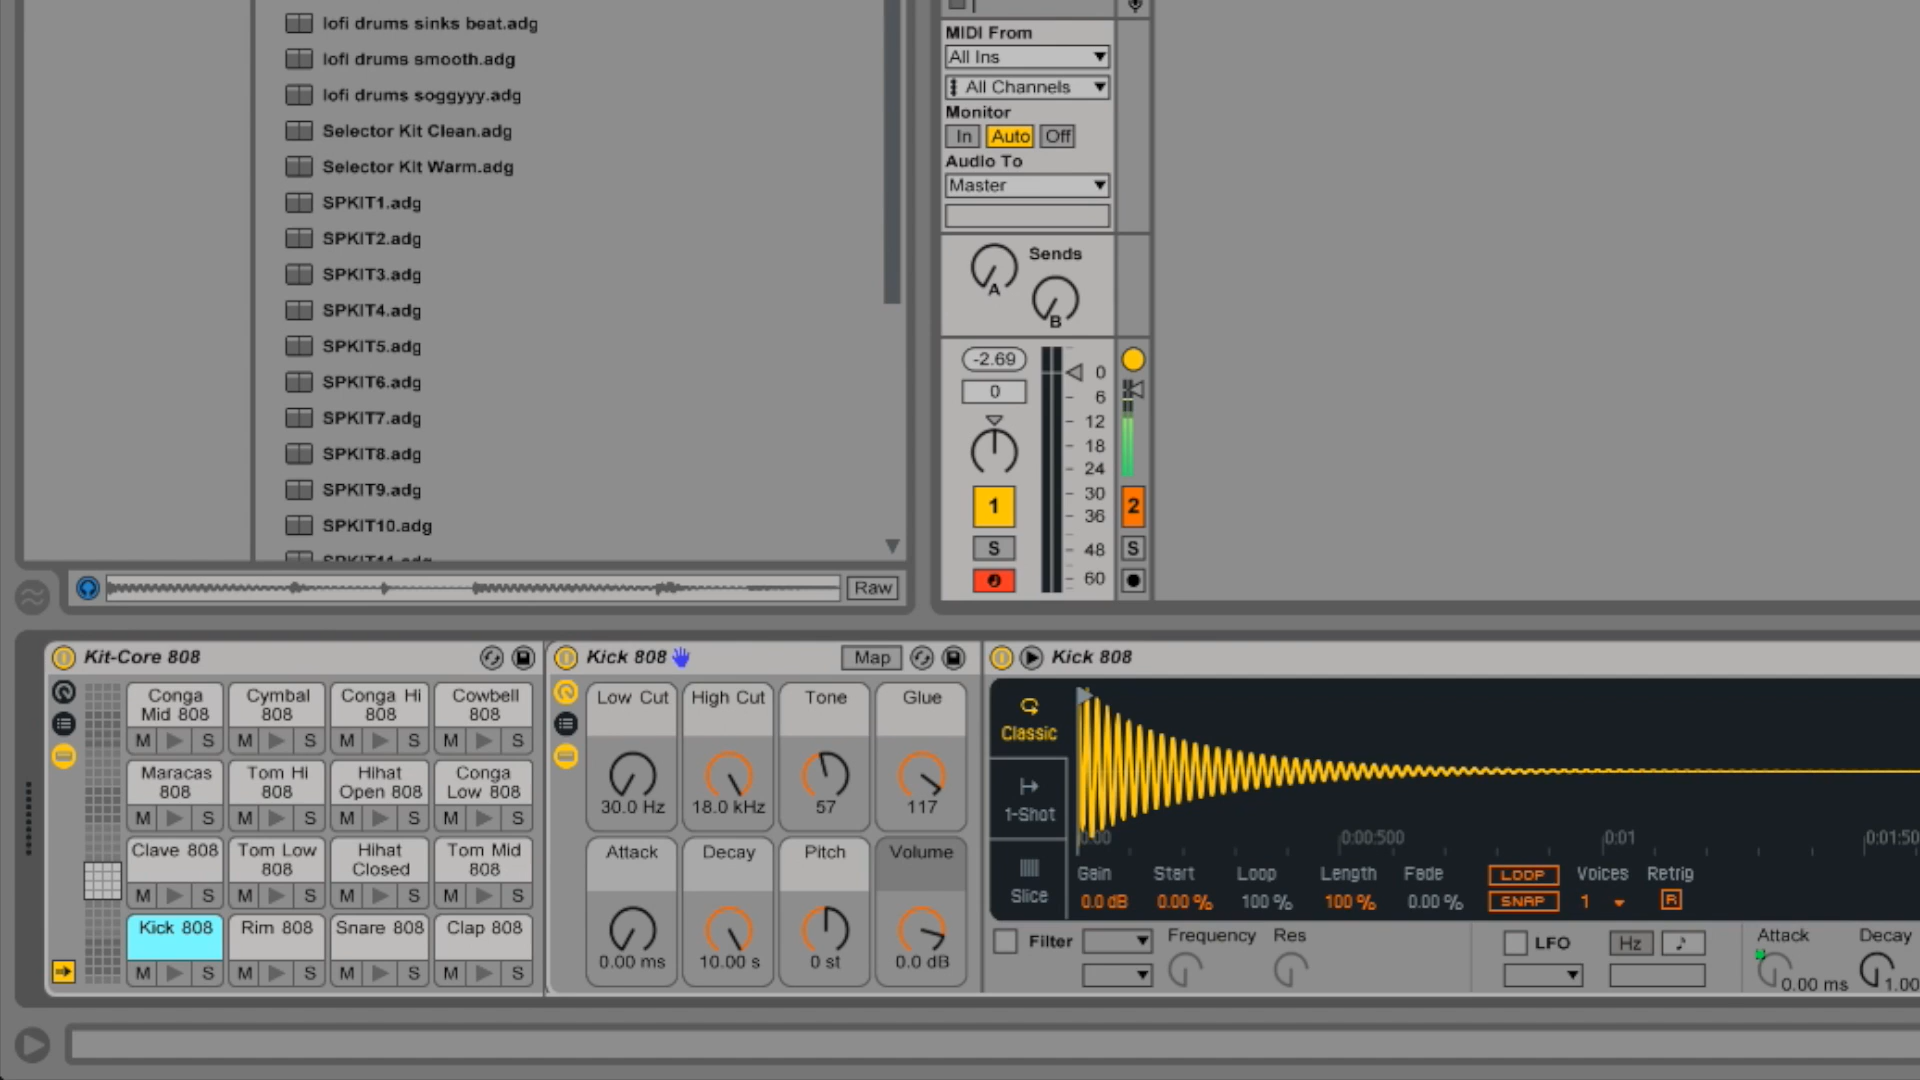 lofi drums sinks beat.adg
lofi drums smooth.adg
lofi drums soggyyy.adg
Selector Kit Clean.adg
Selector Kit Warm.adg
SPKIT1.adg
SPKIT2.adg
SPKIT3.adg
SPKIT4.adg
SPKIT5.adg
SPKIT6.adg
SPKIT7.adg
SPKIT8.adg
SPKIT9.adg
SPKIT10.adg
SPKIT11.adg
Raw
MIDI From
All Ins
All Channels
Monitor
In Auto Off
Audio To
Master
Sends
A
B
-2.69
0
0
6
12
18
24
30
36
48
60
1
2
S S
Kit-Core 808
Conga Mid 808
Cymbal 808
Conga Hi 808
Cowbell 808
M S M S M S M S
Maracas 808
Tom Hi 808
Hihat Open 808
Conga Low 808
M S M S M S M S
Clave 808
Tom Low 808
Hihat Closed
Tom Mid 808
M S M S M S M S
Kick 808
Rim 808
Snare 808
Clap 808
M S M S M S M S
Kick 808 Map
Low Cut High Cut Tone Glue
30.0 Hz 18.0 kHz 57 117
Attack Decay Pitch Volume
0.00 ms 10.00 s 0 st 0.0 dB
Kick 808
Classic
1-Shot
Slice
0:00 0:00:500 0:01 0:01:50
Gain Start Loop Length Fade LOOP Voices Retrig
0.0 dB 0.00 % 100 % 100 % 0.00 % SNAP 1 R
Filter Frequency Res LFO Hz ♪ Attack Decay
0.00 ms 1.00